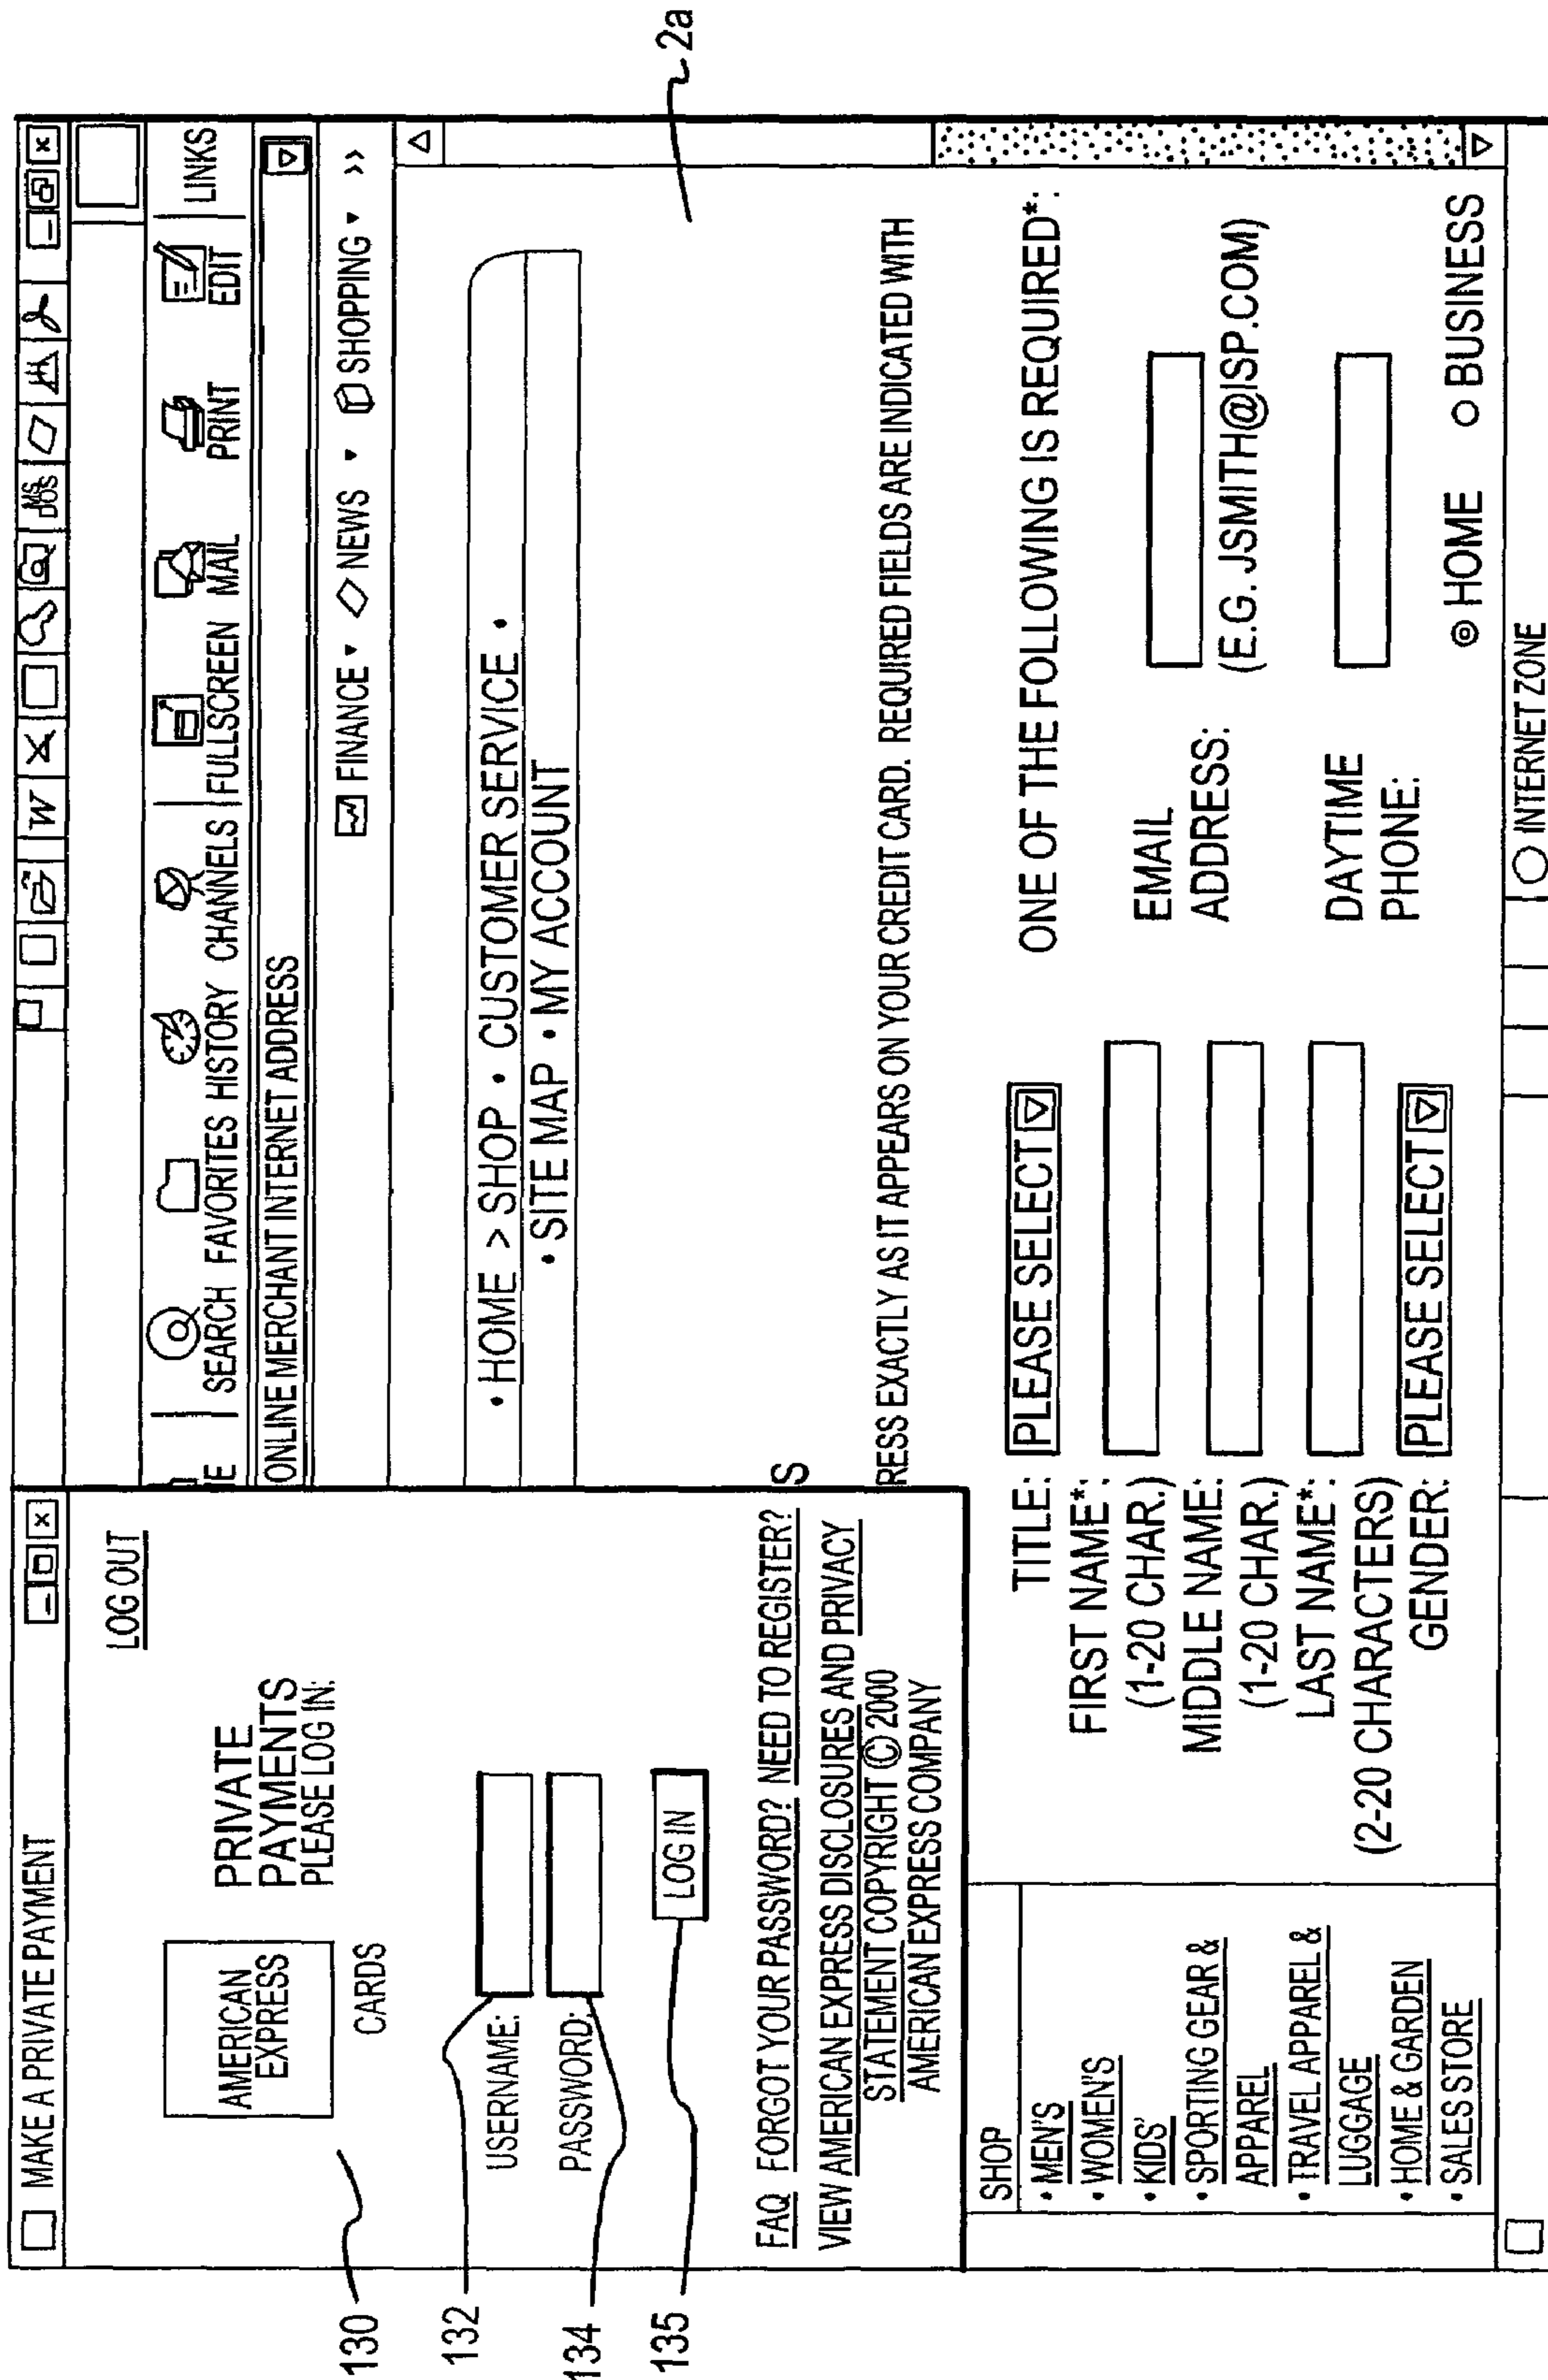 MAKE A PRIVATE PAYMENT
LOG OUT
AMERICAN
EXPRESS
CARDS
PRIVATE
PAYMENTS
PLEASE LOG IN:
130
132
USERNAME:
134
PASSWORD:
135
LOG IN
FAQ FORGOT YOUR PASSWORD? NEED TO REGISTER?
VIEW AMERICAN EXPRESS DISCLOSURES AND PRIVACY
STATEMENT COPYRIGHT © 2000
AMERICAN EXPRESS COMPANY
W MS DOS
SEARCH FAVORITES HISTORY CHANNELS FULLSCREEN MAIL PRINT EDIT LINKS
ONLINE MERCHANT INTERNET ADDRESS
FINANCE NEWS SHOPPING >>
• HOME > SHOP • CUSTOMER SERVICE •
• SITE MAP • MY ACCOUNT
2a
S
RESS EXACTLY AS IT APPEARS ON YOUR CREDIT CARD. REQUIRED FIELDS ARE INDICATED WITH
SHOP
• MEN'S
• WOMEN'S
• KIDS'
• SPORTING GEAR &
APPAREL
• TRAVEL APPAREL &
LUGGAGE
• HOME & GARDEN
• SALES STORE
TITLE: PLEASE SELECT
FIRST NAME*:
(1-20 CHAR.)
MIDDLE NAME:
(1-20 CHAR.)
LAST NAME*:
(2-20 CHARACTERS)
GENDER: PLEASE SELECT
ONE OF THE FOLLOWING IS REQUIRED*:
EMAIL
ADDRESS:
(E.G. JSMITH@ISP.COM)
DAYTIME
PHONE:
HOME BUSINESS
INTERNET ZONE